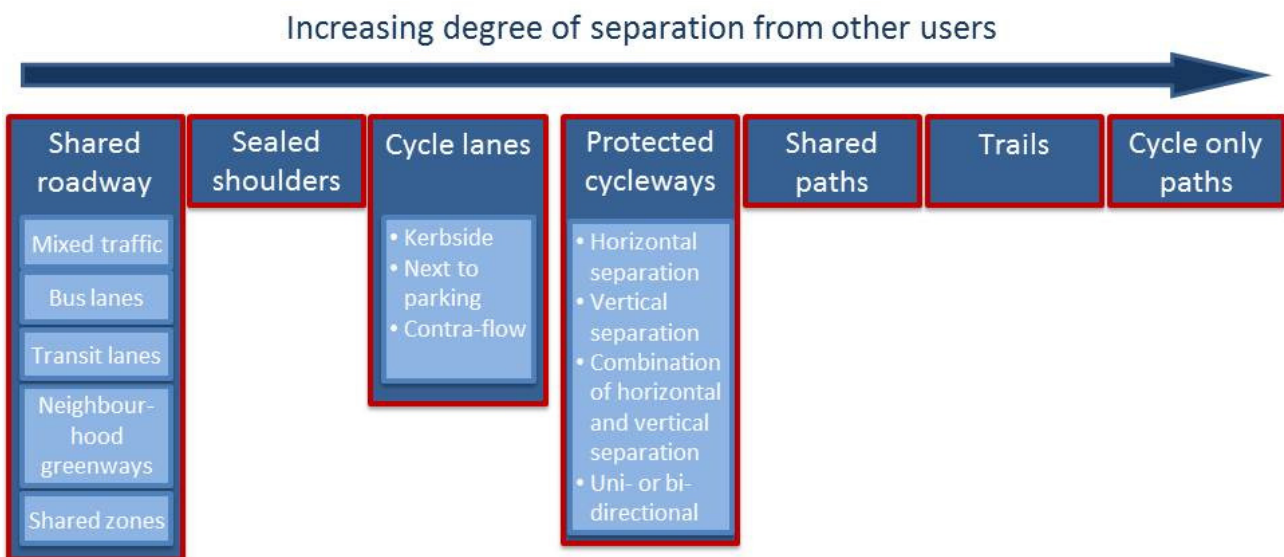 Increasing degree of separation from other users
Shared
roadway
Mixed traffic
Bus lanes
Transit lanes
Neighbour-
hood
greenways
Shared zones
Sealed
shoulders
Cycle lanes
• Kerbside
• Next to
parking
• Contra-flow
Protected
cycleways
• Horizontal
separation
• Vertical
separation
• Combination
of horizontal
and vertical
separation
• Uni- or bi-
directional
Shared
paths
Trails
Cycle only
paths